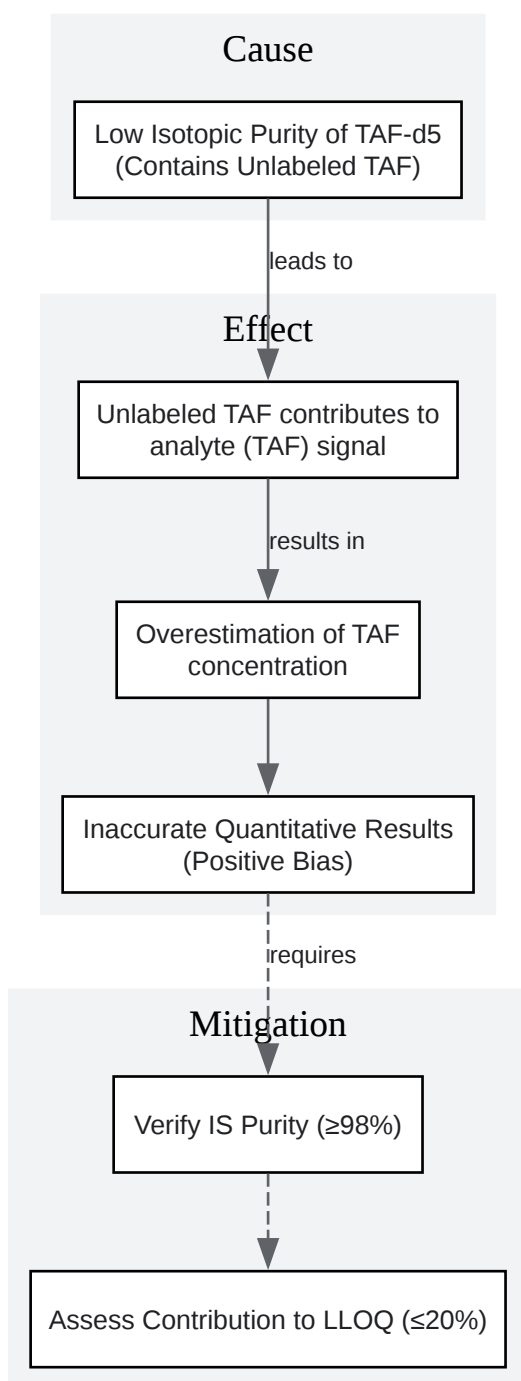 Cause
Low Isotopic Purity of TAF-d5
(Contains Unlabeled TAF)
leads to
Effect
Unlabeled TAF contributes to
analyte (TAF) signal
results in
Overestimation of TAF
concentration
Inaccurate Quantitative Results
(Positive Bias)
requires
Mitigation
Verify IS Purity (≥98%)
Assess Contribution to LLOQ (≤20%)